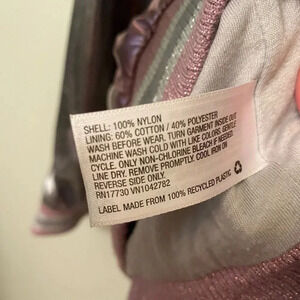 SHELL: 100% NYLON
LINING: 60% COTTON / 40% POLYESTER
WASH BEFORE WEAR. TURN GARMENT INSIDE OUT
MACHINE WASH COLD WITH LIKE COLORS. GENTLE
CYCLE. ONLY NON-CHLORINE BLEACH IF NEEDED.
LINE DRY. REMOVE PROMPTLY. COOL IRON ON
REVERSE SIDE ONLY.
RN17730 VN1042782
LABEL MADE FROM 100% RECYCLED PLASTIC.